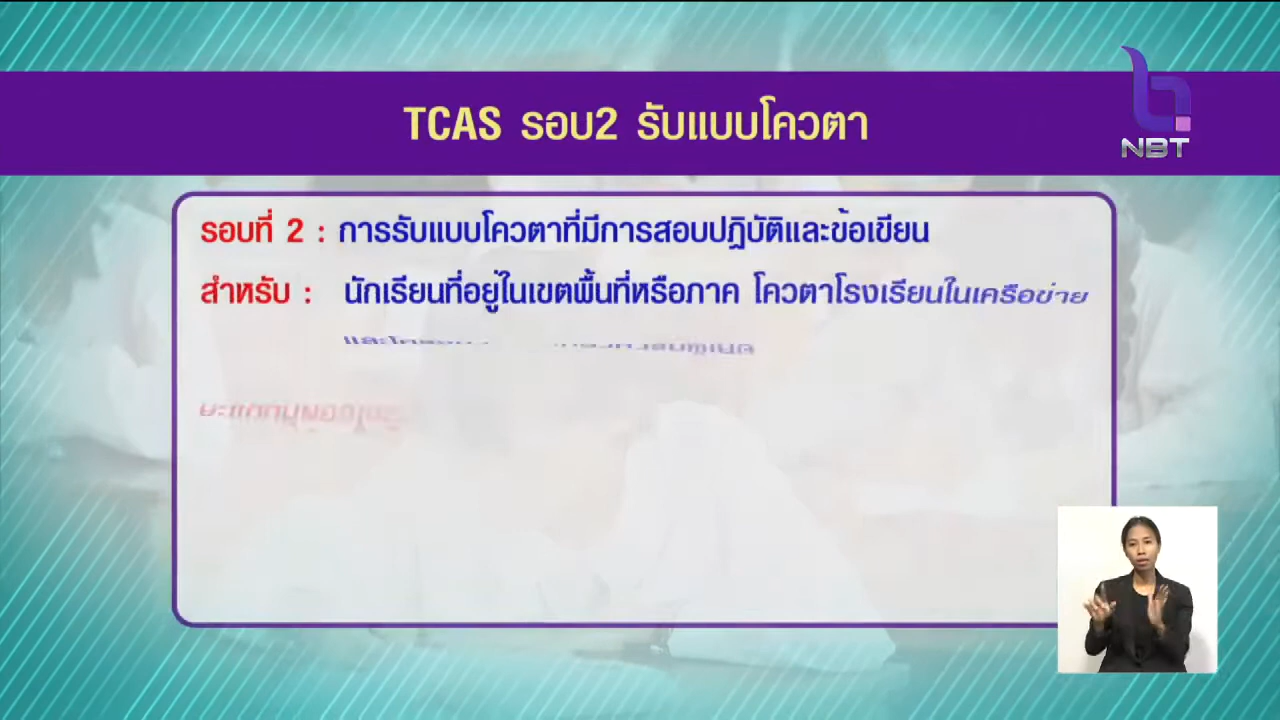 TCAS รอบ2 รับแบบโควตา
NBT
รอบที่ 2 : การรับแบบโควตาที่มีการสอบปฏิบัติและข้อเขียน
สำหรับ : นักเรียนที่อยู่ในเขตพื้นที่หรือภาค โควตาโรงเรียนในเครือข่าย